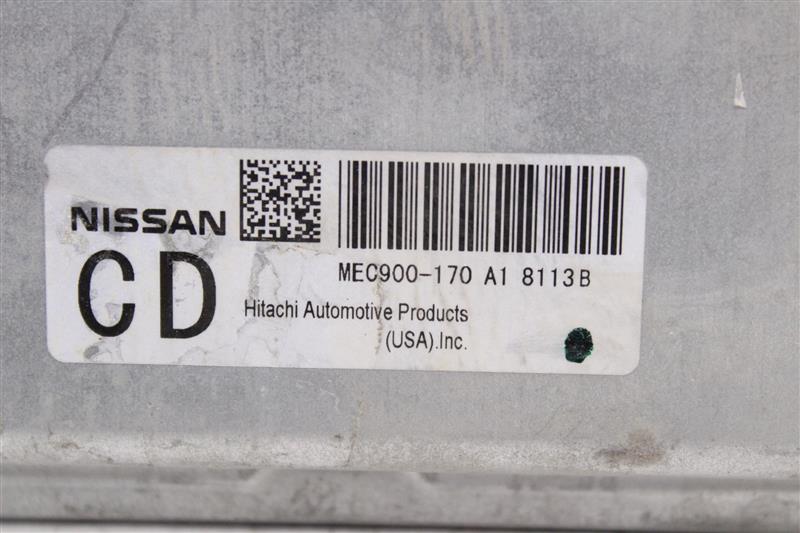 NISSAN
CD
MEC900-170 A1 8113B
Hitachi Automotive Products
(USA).Inc.